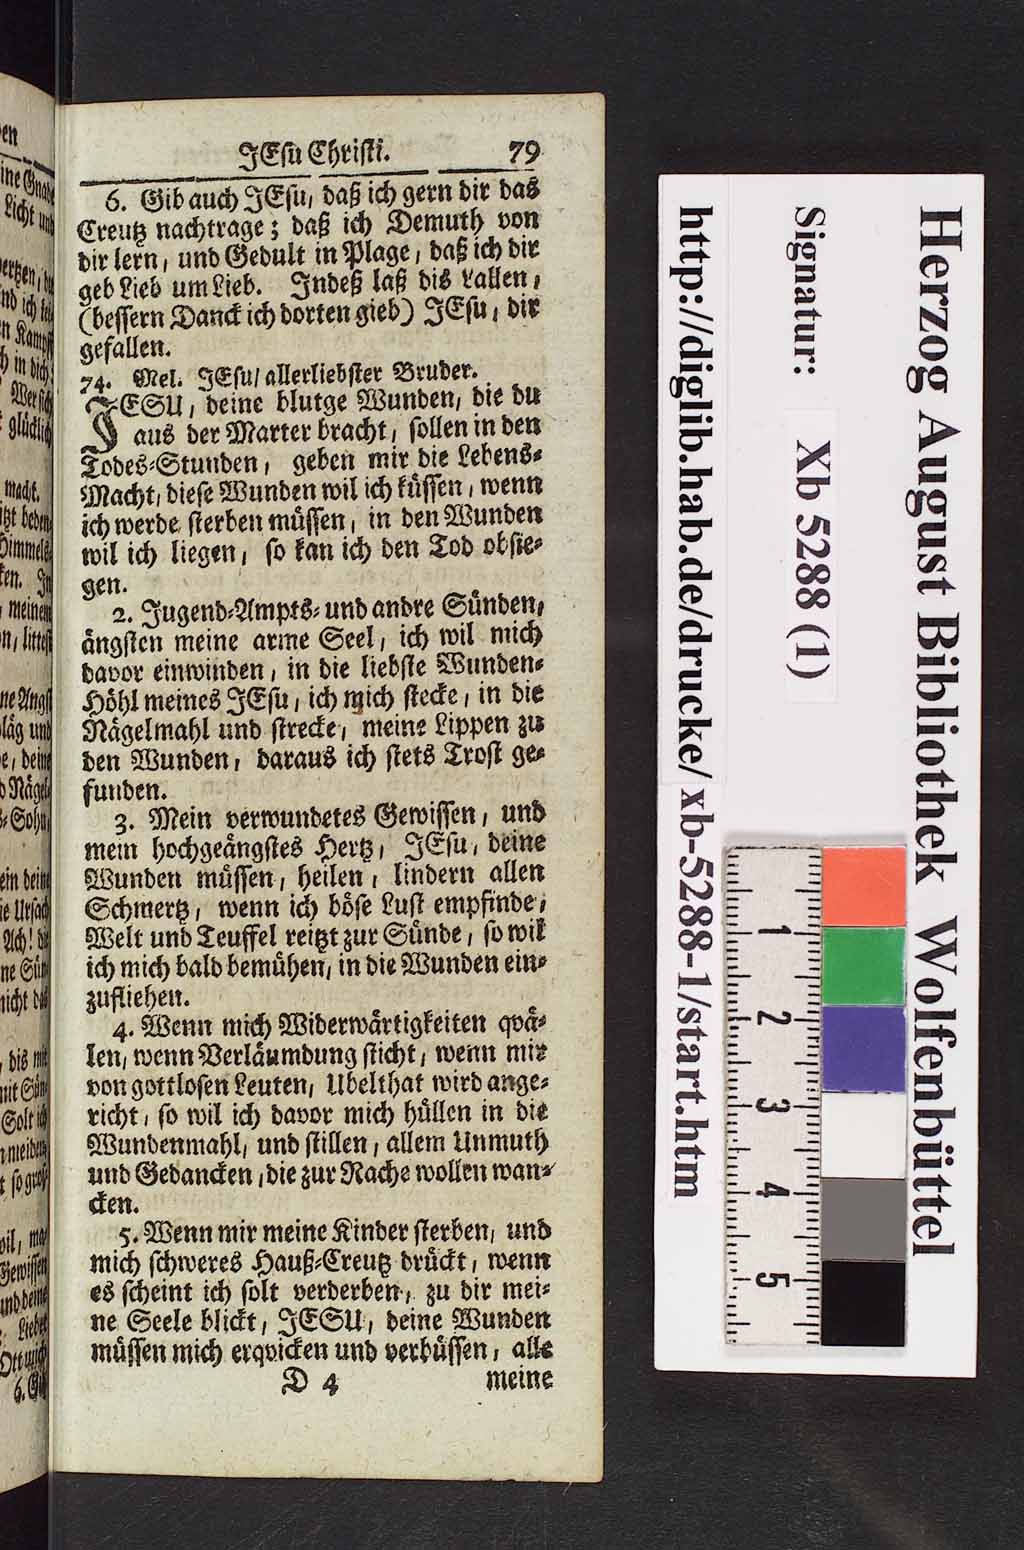 JEsu Christi. 79
6. Gib auch JEsu, daß ich gern dir das
Creutz nachtrage; daß ich Demuth von
dir lern, und Gedult in Plage, daß ich dir
geb Lieb um Lieb. Indeß laß dis Lallen,
(bessern Danck ich dorten gieb) JEsu, dir
gefallen.
74. Mel. JEsu/ allerliebster Bruder.
JESU, deine blutge Wunden, die du
aus der Marter bracht, sollen in den
Todes-Stunden, geben mir die Lebens-
Macht, diese Wunden wil ich küssen, wenn
ich werde sterben müssen, in den Wunden
wil ich liegen, so kan ich den Tod obsie-
gen.
2. Jugend-Ampts- und andre Sünden,
ängsten meine arme Seel, ich wil mich
davor einwinden, in die liebste Wunden-
Höhl meines JEsu, ich mich stecke, in die
Nägelmahl und strecke, meine Lippen zu
den Wunden, daraus ich stets Trost ge-
funden.
3. Mein verwundetes Gewissen, und
mein hochgeängstes Hertz, JEsu, deine
Wunden müssen, heilen, lindern allen
Schmertz, wenn ich böse Lust empfinde,
Welt und Teuffel reitzt zur Sünde, so wil
ich mich bald bemühen, in die Wunden ein-
zufliehen.
4. Wenn mich Widerwärtigkeiten qvä-
len, wenn Verläumbung sticht, wenn mir
von gottlosen Leuten, Ubelthat wird ange-
richt, so wil ich davor mich hüllen in die
Wundenmahl, und stillen, allem Unmuth
und Gedancken, die zur Rache wollen wan-
cken.
5. Wenn mir meine Kinder sterben, und
mich schweres Hauß-Creutz drückt, wenn
es scheint ich solt verderben, zu dir mei-
ne Seele blickt, JESU, deine Wunden
müssen mich erqvicken und verbüssen, alle
D 4 meine
Herzog August Bibliothek Wolfenbüttel
Signatur: Xb 5288 (1)
http://diglib.hab.de/drucke/ xb-5288-1/start.htm
1
2
3
4
5